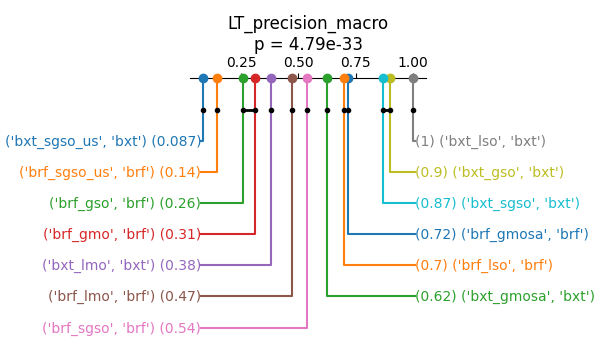 LT_precision_macro
p = 4.79e-33
0.25 0.50 0.75 1.00
('bxt_sgso_us', 'bxt') (0.087)
(1) ('bxt_lso', 'bxt')
('brf_sgso_us', 'brf') (0.14)
(0.9) ('bxt_gso', 'bxt')
('brf_gso', 'brf') (0.26)
(0.87) ('bxt_sgso', 'bxt')
('brf_gmo', 'brf') (0.31)
(0.72) ('brf_gmosa', 'brf')
('bxt_lmo', 'bxt') (0.38)
(0.7) ('brf_lso', 'brf')
('brf_lmo', 'brf') (0.47)
(0.62) ('bxt_gmosa', 'bxt')
('brf_sgso', 'brf') (0.54)